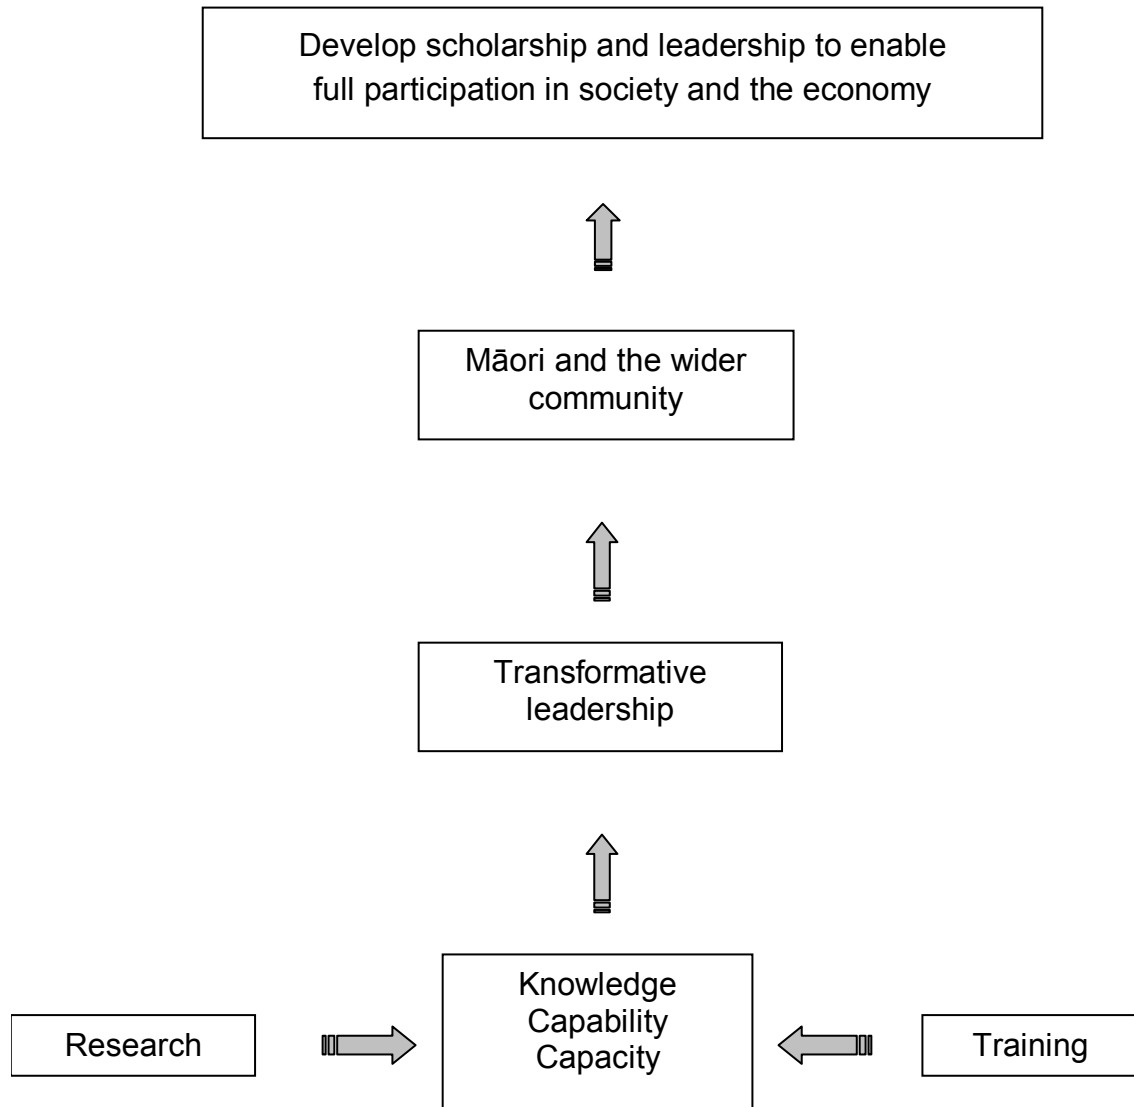 Develop scholarship and leadership to enable
full participation in society and the economy
Māori and the wider
community
Transformative
leadership
Knowledge
Capability
Capacity
Research
Training